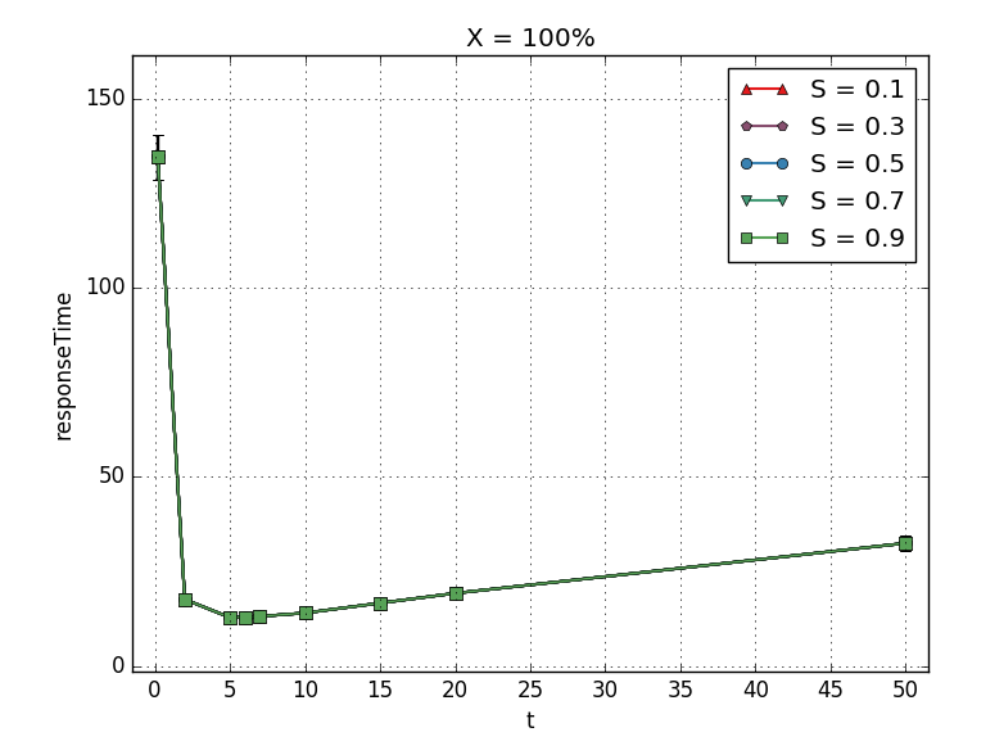 X = 100%
S = 0.1
S = 0.3
S = 0.5
S = 0.7
S = 0.9
150
100
50
0
responseTime
0 5 10 15 20 25 30 35 40 45 50
t